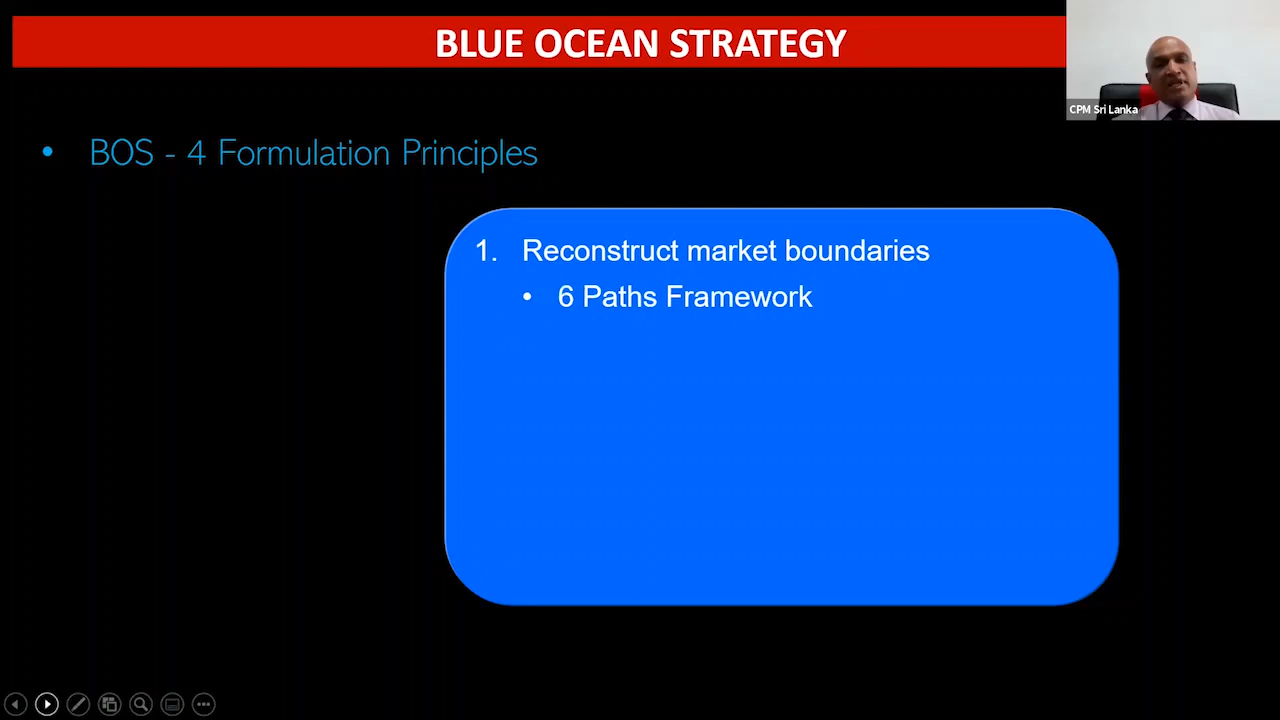 BLUE OCEAN STRATEGY
CPM Sri Lanka
• BOS - 4 Formulation Principles
1. Reconstruct market boundaries
• 6 Paths Framework